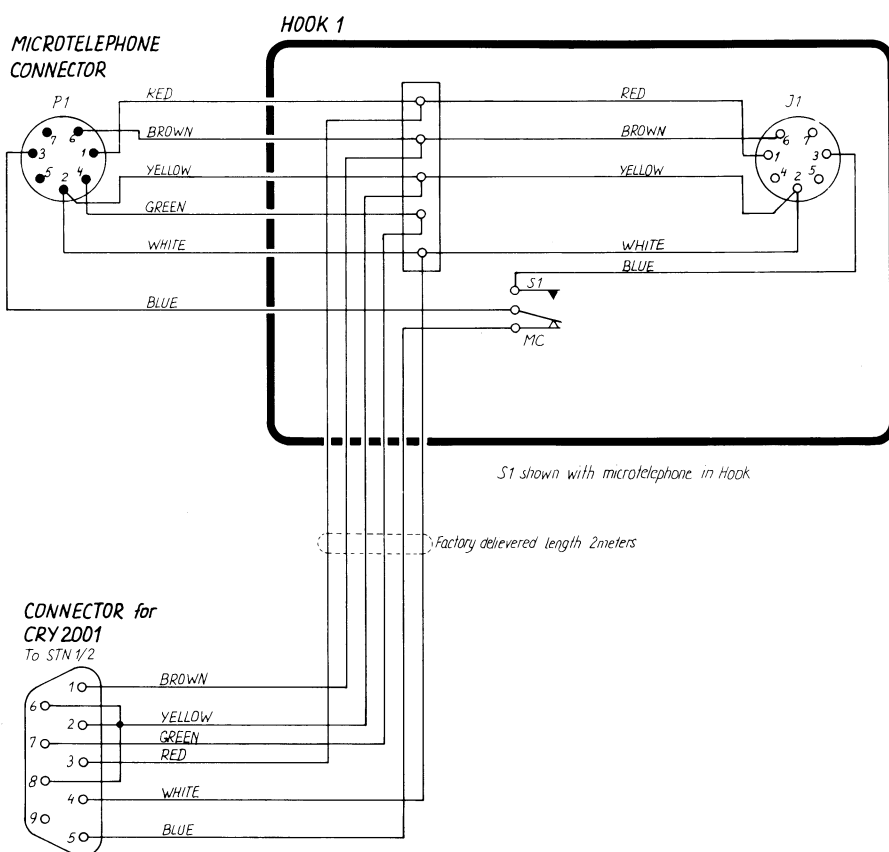 HOOK 1
MICROTELEPHONE
CONNECTOR
P1
7
6
3
1
5
2
4
RED
BROWN
YELLOW
GREEN
WHITE
BLUE
RED
BROWN
YELLOW
WHITE
BLUE
J1
6
7
1
3
4
2
5
S1
MC
S1 shown with microtelephone in Hook
Factory delievered length 2meters
CONNECTOR for
CRY2001
To STN 1/2
1
6
2
7
3
8
4
9
5
BROWN
YELLOW
GREEN
RED
WHITE
BLUE